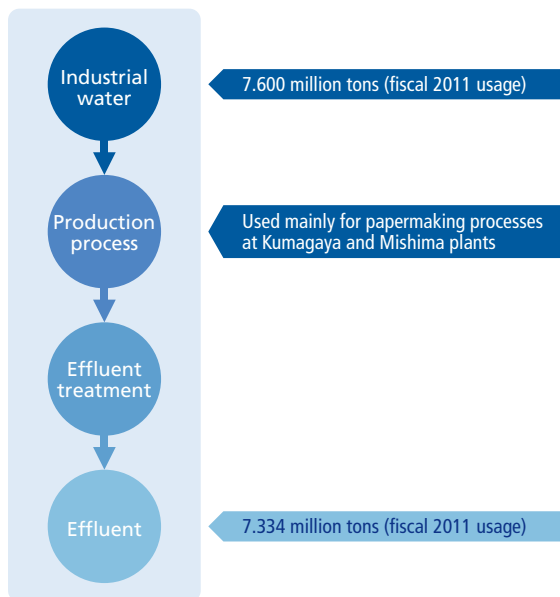 Industrial
water
7.600 million tons (fiscal 2011 usage)
Production
process
Used mainly for papermaking processes
at Kumagaya and Mishima plants
Effluent
treatment
Effluent
7.334 million tons (fiscal 2011 usage)